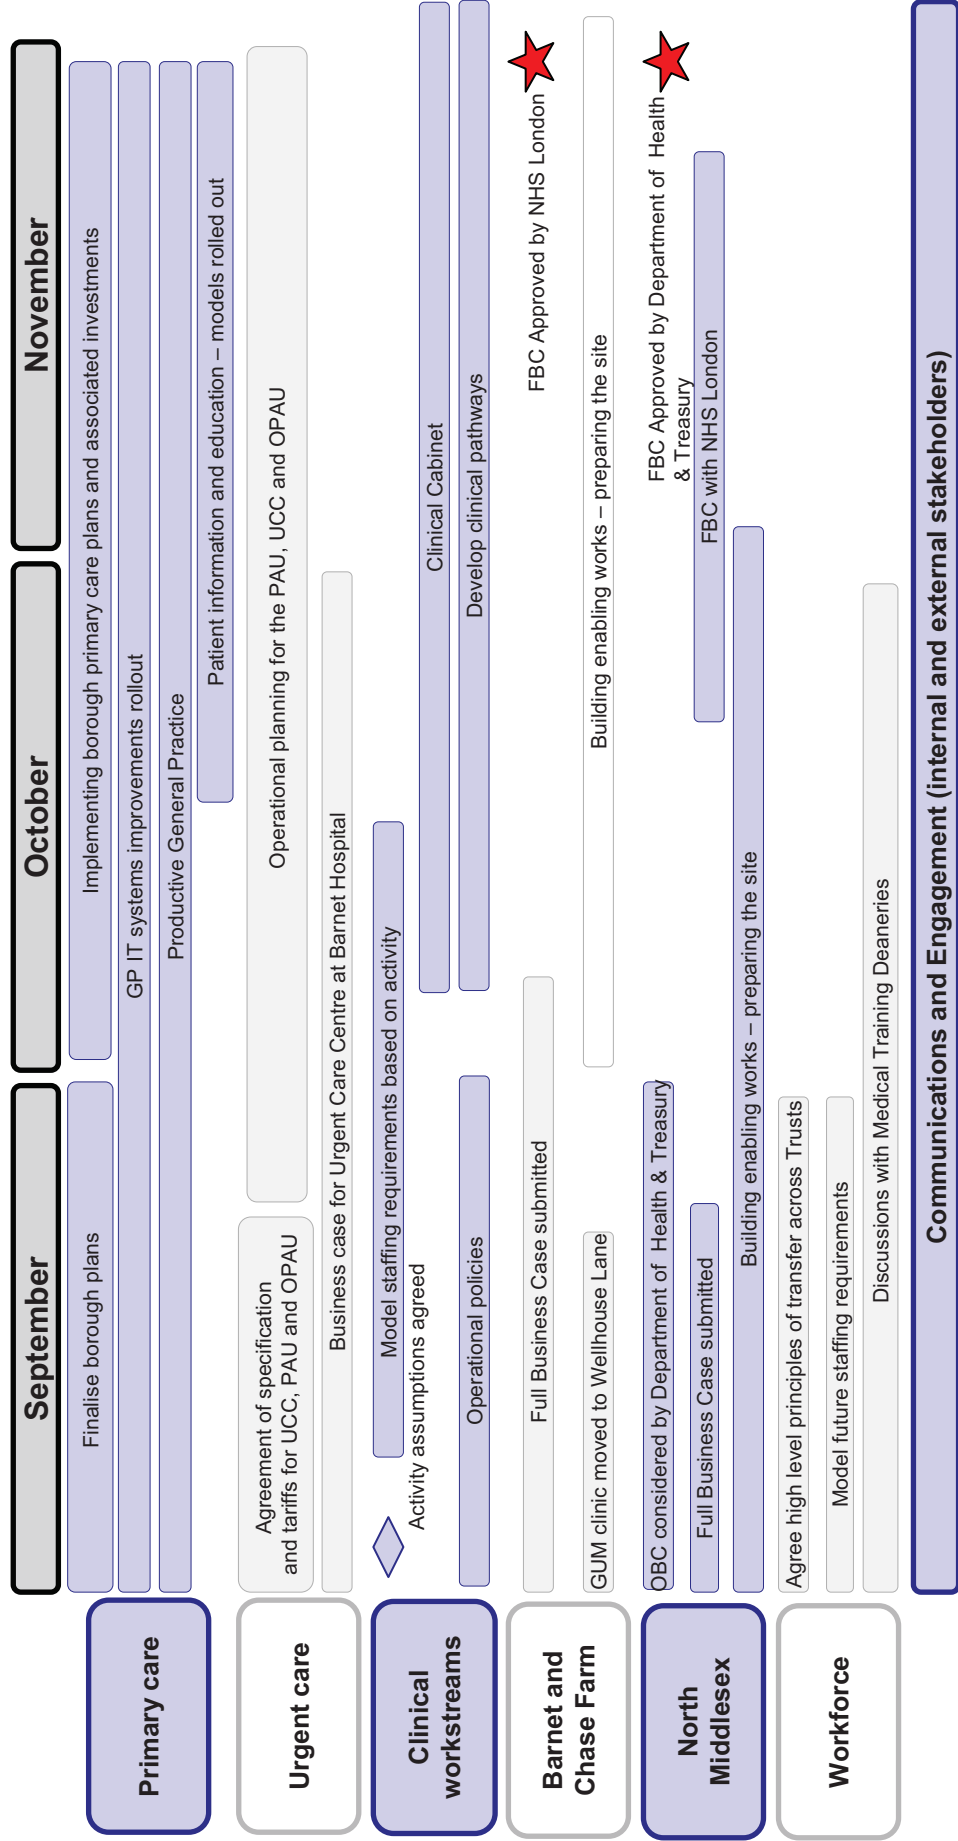 September
October
November
Primary care
Finalise borough plans
Implementing borough primary care plans and associated investments
GP IT systems improvements rollout
Productive General Practice
Patient information and education – models rolled out
Urgent care
Agreement of specification
and tariffs for UCC, PAU and OPAU
Operational planning for the PAU, UCC and OPAU
Business case for Urgent Care Centre at Barnet Hospital
Clinical
workstreams
Model staffing requirements based on activity
Activity assumptions agreed
Clinical Cabinet
Operational policies
Develop clinical pathways
Barnet and
Chase Farm
Full Business Case submitted
FBC Approved by NHS London
GUM clinic moved to Wellhouse Lane
Building enabling works – preparing the site
North
Middlesex
OBC considered by Department of Health & Treasury
FBC Approved by Department of Health
& Treasury
Full Business Case submitted
FBC with NHS London
Building enabling works – preparing the site
Workforce
Agree high level principles of transfer across Trusts
Model future staffing requirements
Discussions with Medical Training Deaneries
Communications and Engagement (internal and external stakeholders)